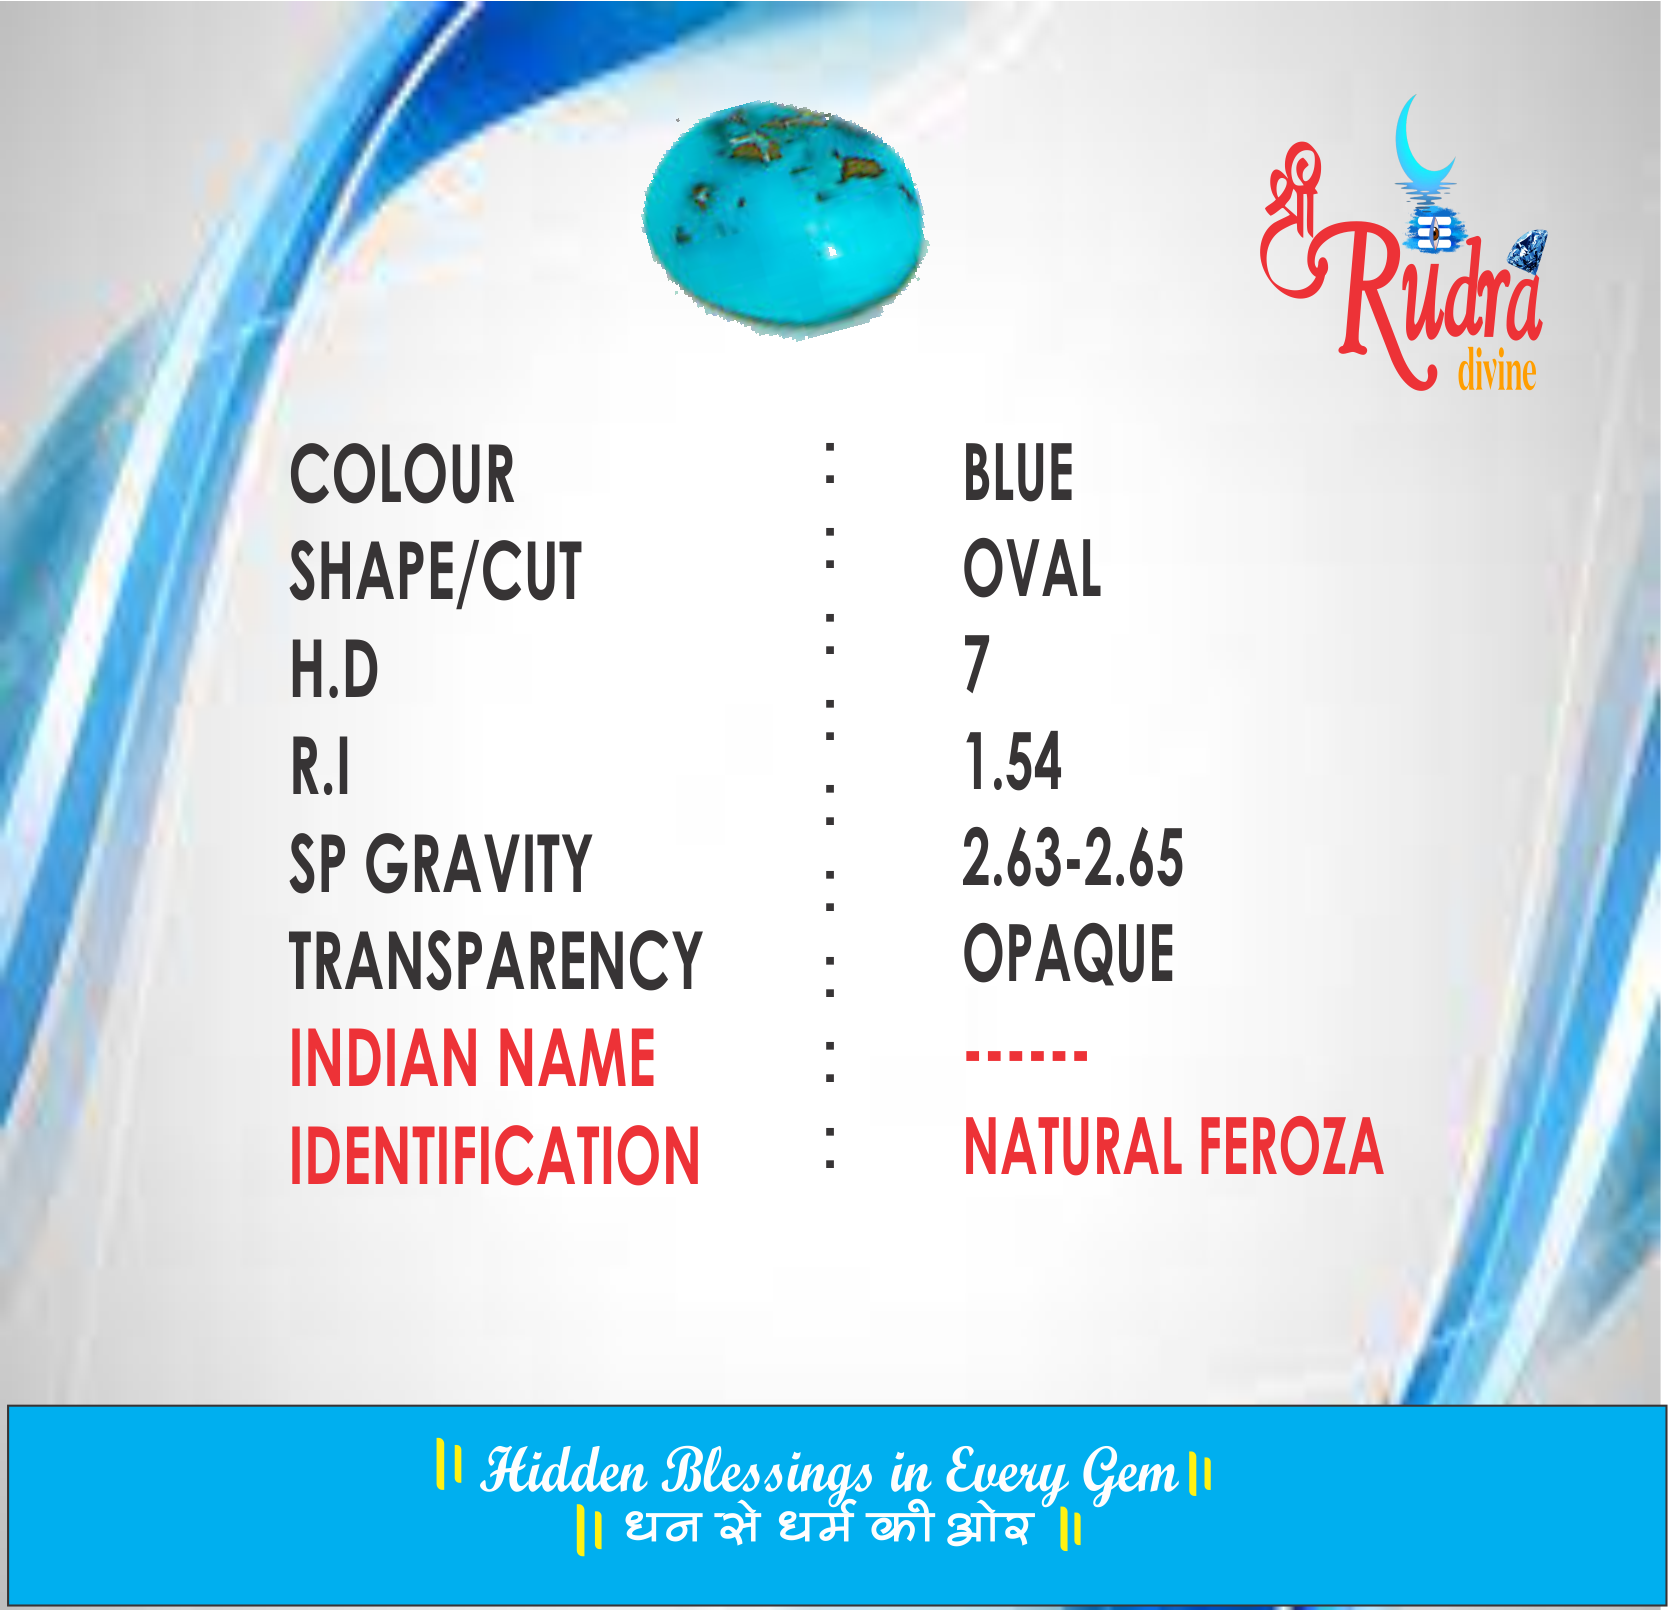 श्री Rudra
divine
COLOUR : BLUE
SHAPE/CUT : OVAL
H.D : 7
R.I : 1.54
SP GRAVITY : 2.63-2.65
TRANSPARENCY : OPAQUE
INDIAN NAME : ------
IDENTIFICATION : NATURAL FEROZA
|| Hidden Blessings in Every Gem ||
|| धन से धर्म की ओर ||